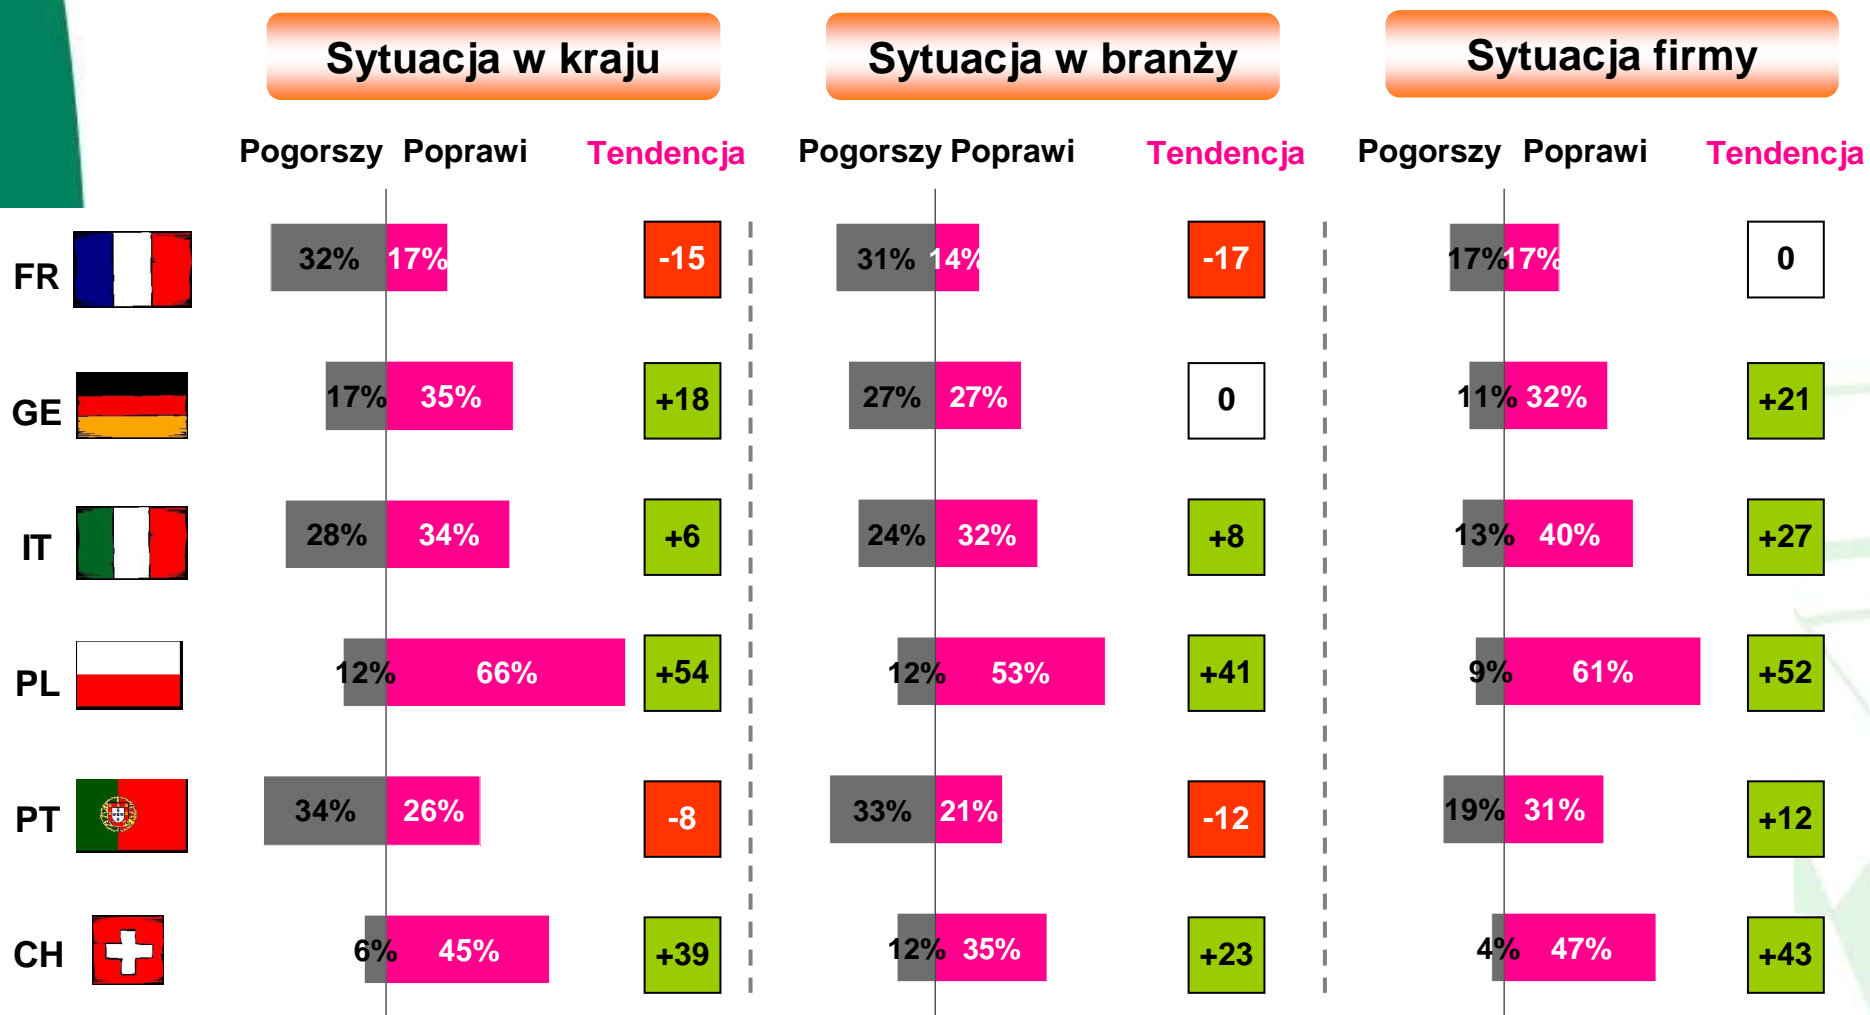 Sytuacja w kraju Sytuacja w branży Sytuacja firmy
Pogorszy Poprawi Tendencja Pogorszy Poprawi Tendencja Pogorszy Poprawi Tendencja
FR 32% 17% -15 31% 14% -17 17% 17% 0
GE 17% 35% +18 27% 27% 0 11% 32% +21
IT 28% 34% +6 24% 32% +8 13% 40% +27
PL 12% 66% +54 12% 53% +41 9% 61% +52
PT 34% 26% -8 33% 21% -12 19% 31% +12
CH 6% 45% +39 12% 35% +23 4% 47% +43